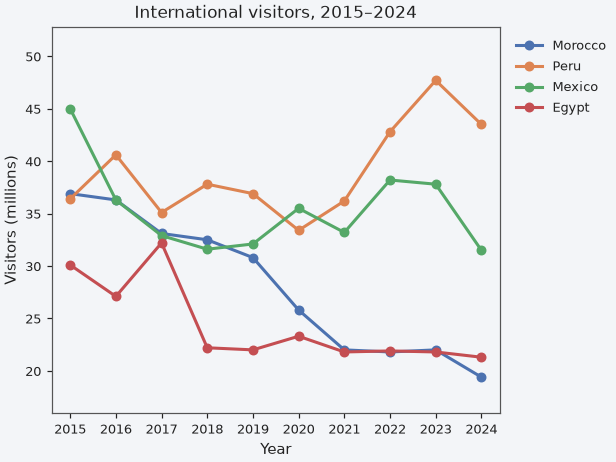 International visitors, 2015–2024
Morocco
Peru
Mexico
Egypt
Visitors (millions)
50
45
40
35
30
25
20
2015 2016 2017 2018 2019 2020 2021 2022 2023 2024
Year